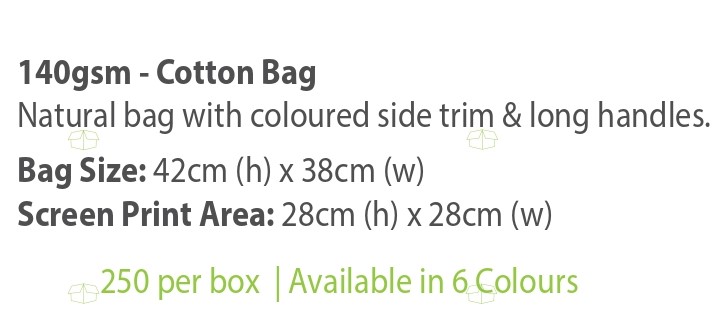 140gsm - Cotton Bag
Natural bag with coloured side trim & long handles.
Bag Size: 42cm (h) x 38cm (w)
Screen Print Area: 28cm (h) x 28cm (w)
250 per box | Available in 6 Colours